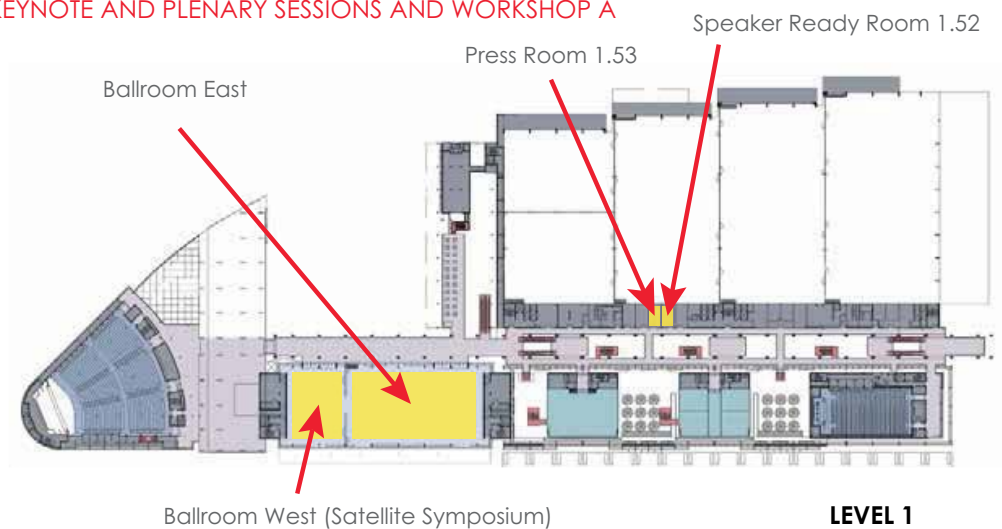 KEYNOTE AND PLENARY SESSIONS AND WORKSHOP A
Speaker Ready Room 1.52
Press Room 1.53
Ballroom East
Ballroom West (Satellite Symposium)
LEVEL 1